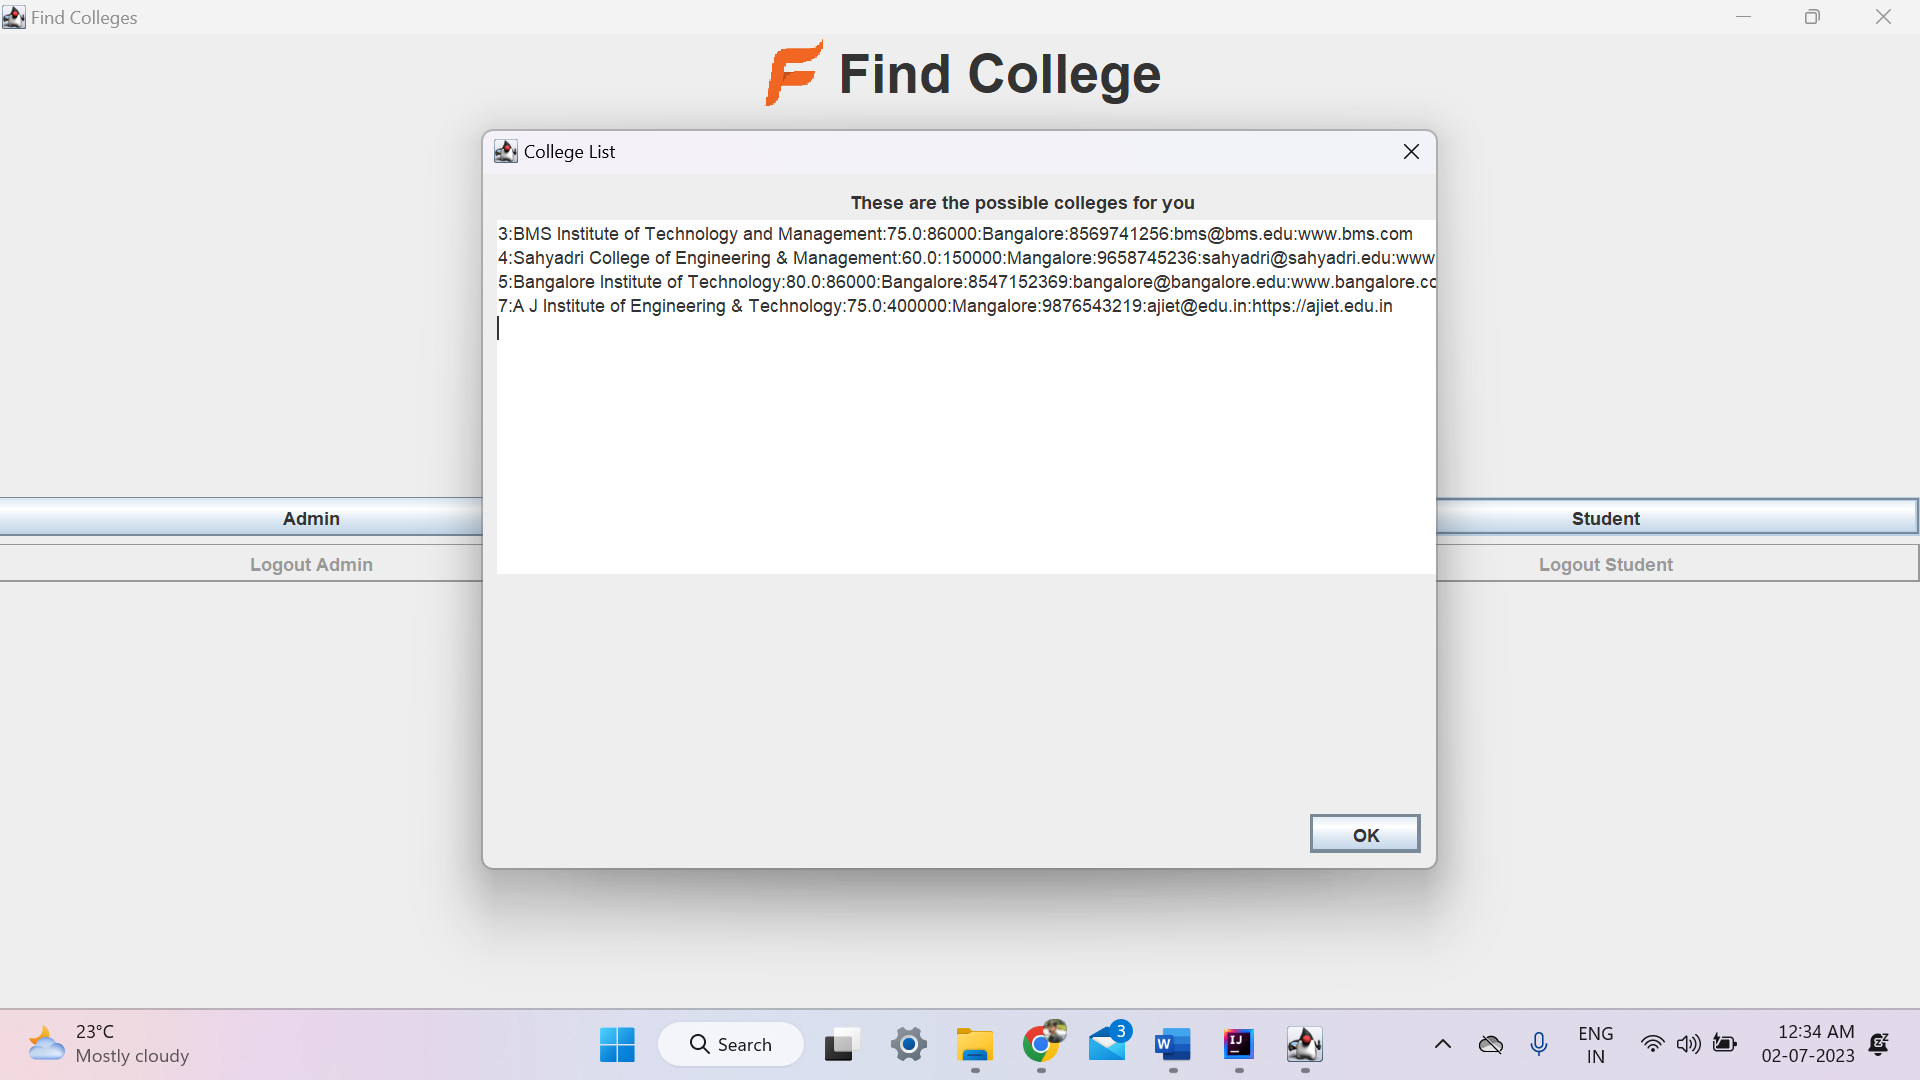 Find Colleges
Find College
College List
These are the possible colleges for you
3:BMS Institute of Technology and Management:75.0:86000:Bangalore:8569741256:bms@bms.edu:www.bms.com
4:Sahyadri College of Engineering & Management:60.0:150000:Mangalore:9658745236:sahyadri@sahyadri.edu:www
5:Bangalore Institute of Technology:80.0:86000:Bangalore:8547152369:bangalore@bangalore.edu:www.bangalore.co
7:A J Institute of Engineering & Technology:75.0:400000:Mangalore:9876543219:ajiet@edu.in:https://ajiet.edu.in
Admin
Student
Logout Admin
Logout Student
OK
23°C
Mostly cloudy
Search
3
W
IJ
ENG
IN
12:34 AM
02-07-2023